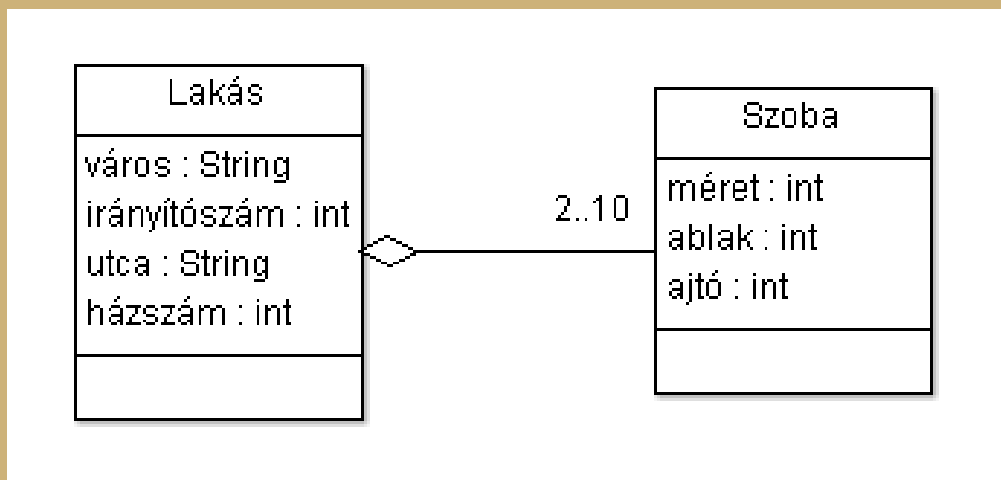 Lakás
város : String
irányítószám : int
utca : String
házszám : int
2..10
Szoba
méret : int
ablak : int
ajtó : int